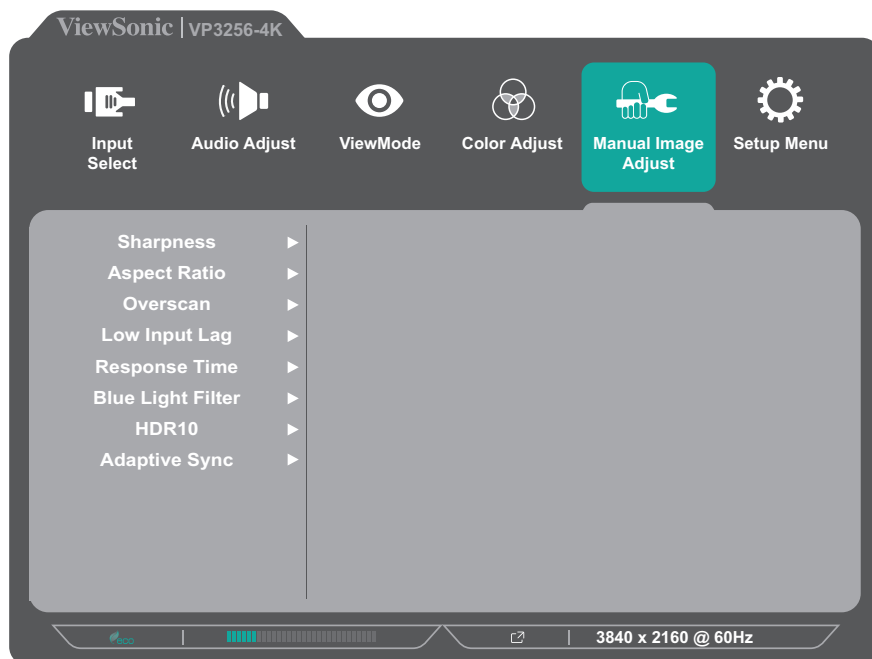 ViewSonic | VP3256-4K
Input
Select
Audio Adjust
ViewMode
Color Adjust
Manual Image
Adjust
Setup Menu
Sharpness
Aspect Ratio
Overscan
Low Input Lag
Response Time
Blue Light Filter
HDR10
Adaptive Sync
eco
3840 x 2160 @ 60Hz